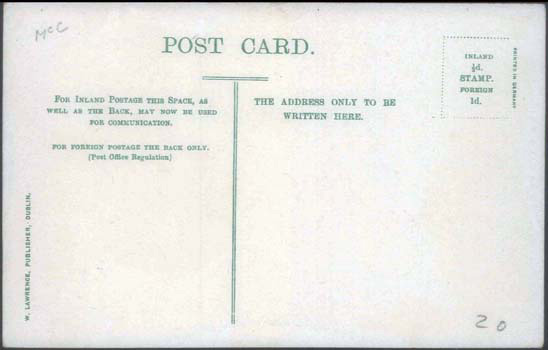 McC
POST CARD.
INLAND
½d.
STAMP.
FOREIGN
1d.
PRINTED IN GERMANY
FOR INLAND POSTAGE THIS SPACE, AS
WELL AS THE BACK, MAY NOW BE USED
FOR COMMUNICATION.
FOR FOREIGN POSTAGE THE BACK ONLY.
(Post Office Regulation)
THE ADDRESS ONLY TO BE
WRITTEN HERE.
W. LAWRENCE, PUBLISHER, DUBLIN.
20